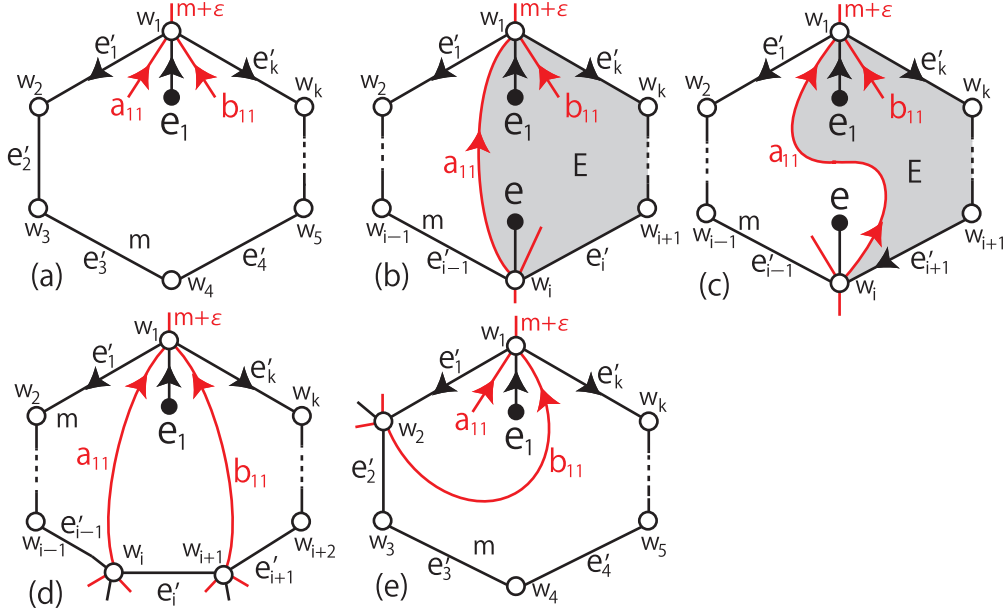 w₁ m+ε
e′₁ e′ₖ
w₂ a₁₁ e₁ b₁₁ wₖ
e′₂
w₃ m w₅
e′₃ e′₄
(a) w₄
w₁ m+ε
e′₁ e′ₖ
w₂ e₁ b₁₁ wₖ
a₁₁ E
e
wᵢ₋₁ m wᵢ₊₁
e′ᵢ₋₁ e′ᵢ
(b) wᵢ
w₁ m+ε
e′₁ e′ₖ
w₂ e₁ b₁₁ wₖ
a₁₁ E
e
wᵢ₋₁ m wᵢ₊₁
e′ᵢ₋₁ e′ᵢ₊₁
(c) wᵢ
w₁ m+ε
e′₁ e′ₖ
w₂ m e₁ wₖ
a₁₁ b₁₁
wᵢ₋₁ e′ᵢ₋₁ wᵢ₊₂
wᵢ wᵢ₊₁ e′ᵢ₊₁
(d) e′ᵢ
w₁ m+ε
e′₁ e′ₖ
w₂ a₁₁ e₁ wₖ
e′₂ b₁₁
w₃ m w₅
e′₃ e′₄
(e) w₄